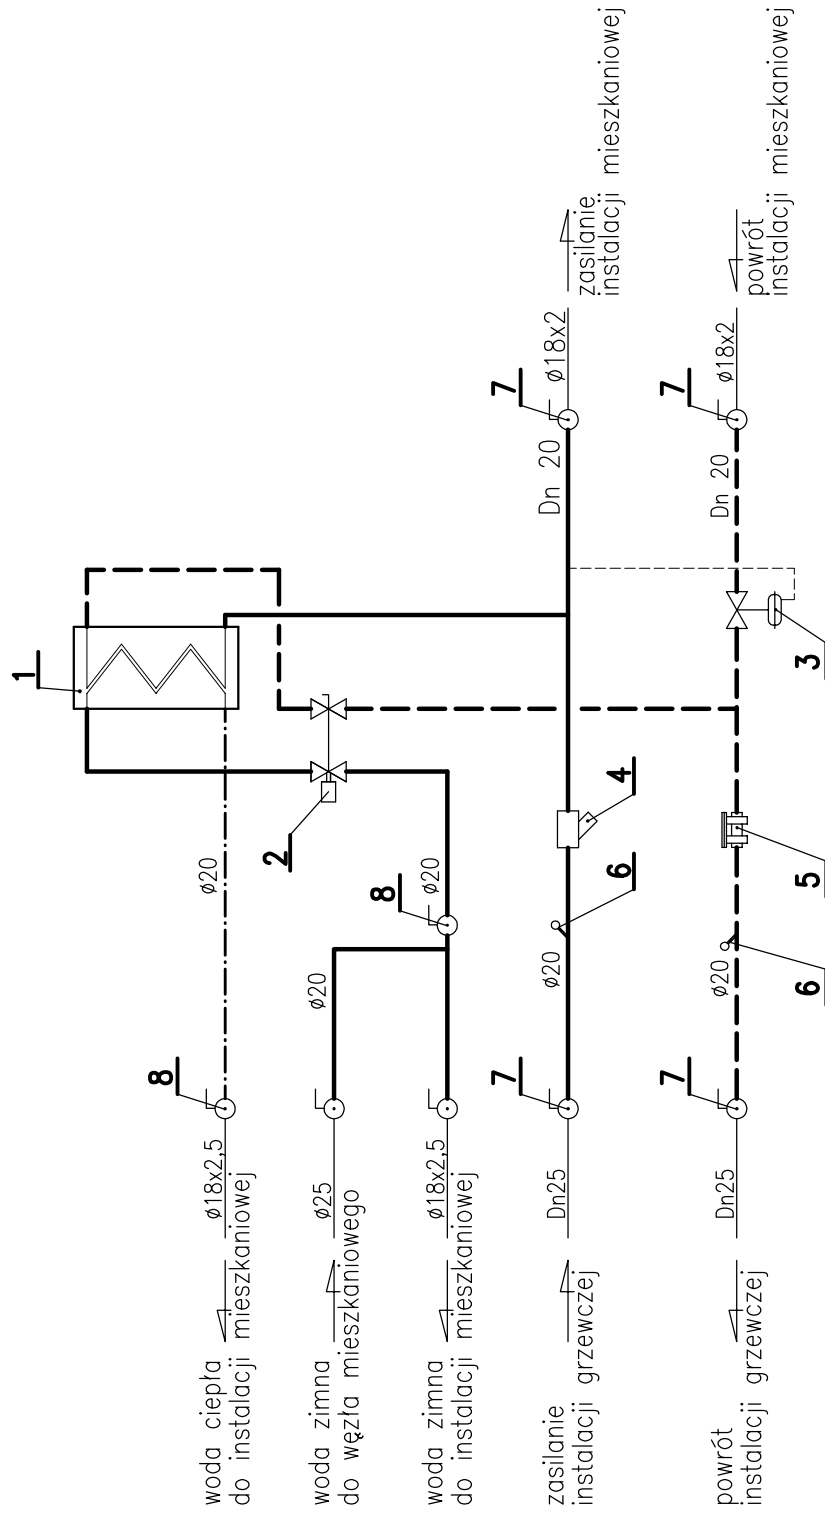 1
2
8
ø20
8
ø20
ø20
ø18x2,5
woda ciepła
do instalacji mieszkaniowej
ø25
woda zimna
do węzła mieszkaniowego
ø18x2,5
woda zimna
do instalacji mieszkaniowej
7
Dn25
zasilanie
instalacji grzewczej
ø20
6
4
Dn 20
7
ø18x2
zasilanie
instalacji mieszkaniowej
7
Dn25
powrót
instalacji grzewczej
ø20
6
5
3
Dn 20
7
ø18x2
powrót
instalacji mieszkaniowej